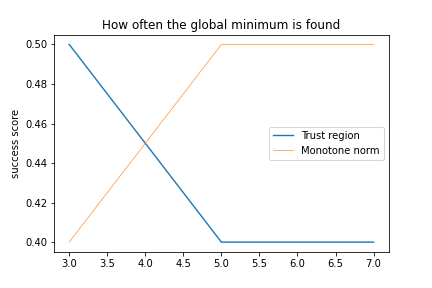 How often the global minimum is found
success score
0.50
0.48
0.46
0.44
0.42
0.40
Trust region
Monotone norm
3.0 3.5 4.0 4.5 5.0 5.5 6.0 6.5 7.0